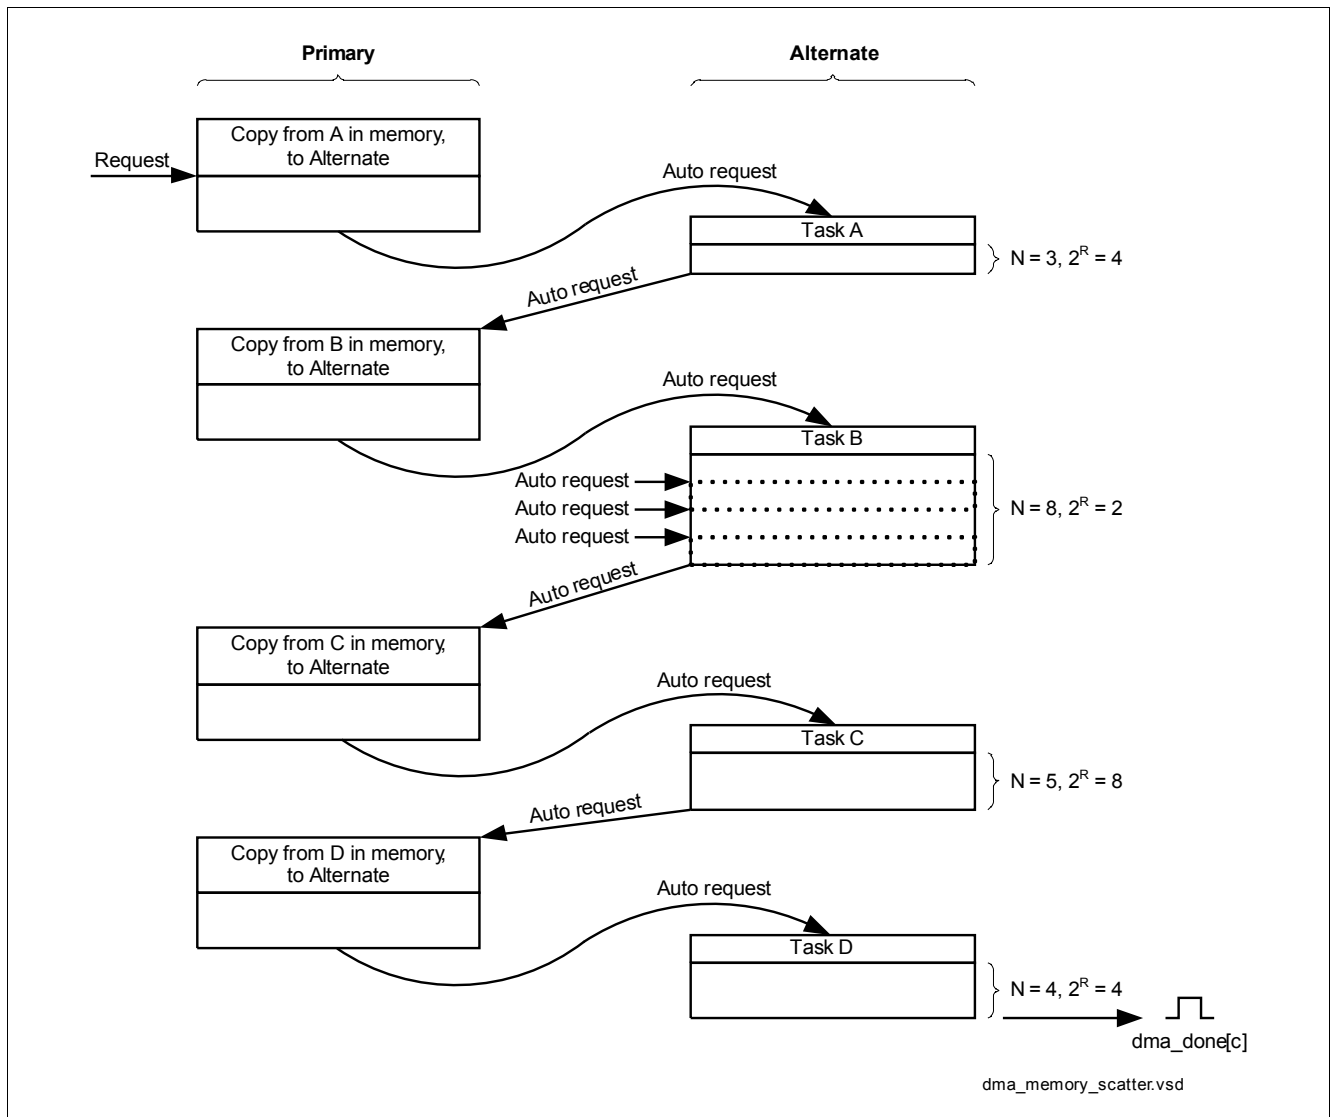 Primary
Alternate
Copy from A in memory,
to Alternate
Request
Auto request
Task A
N = 3, 2^R = 4
Auto request
Copy from B in memory,
to Alternate
Auto request
Task B
Auto request
Auto request
Auto request
N = 8, 2^R = 2
Auto request
Copy from C in memory,
to Alternate
Auto request
Task C
N = 5, 2^R = 8
Auto request
Copy from D in memory,
to Alternate
Auto request
Task D
N = 4, 2^R = 4
dma_done[c]
dma_memory_scatter.vsd